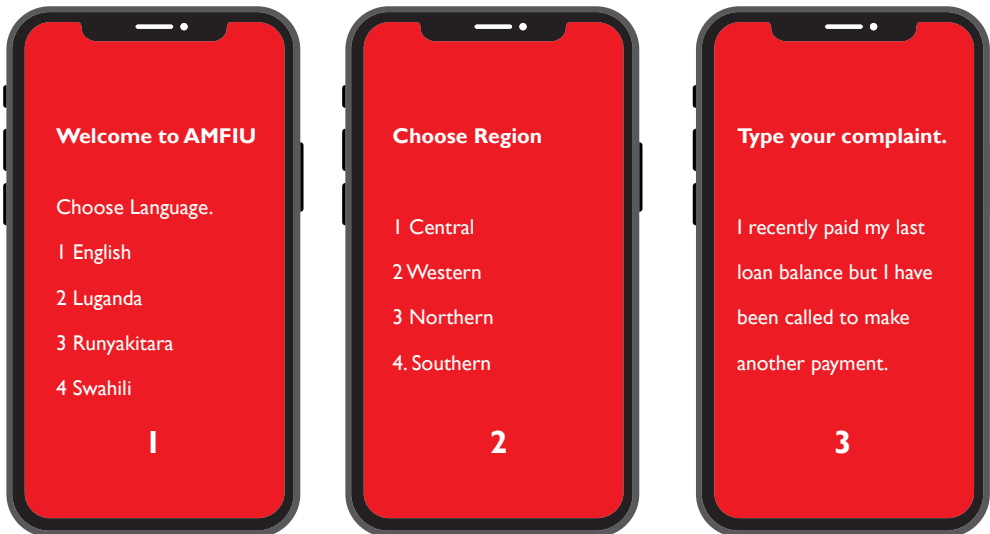 Welcome to AMFIU
Choose Language.
1 English
2 Luganda
3 Runyakitara
4 Swahili
1
Choose Region
1 Central
2 Western
3 Northern
4. Southern
2
Type your complaint.
I recently paid my last
loan balance but I have
been called to make
another payment.
3